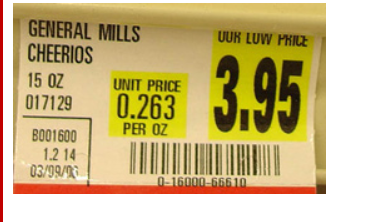 GENERAL MILLS
CHEERIOS
15 OZ
017129
B001600
1.2 14
UNIT PRICE
0.263
PER OZ
OUR LOW PRICE
3.95
0-16000-66610